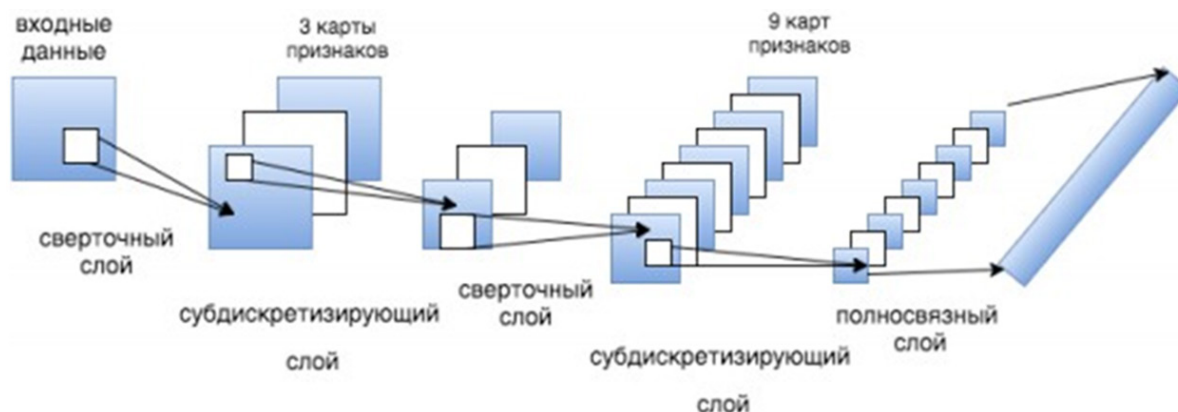 входные
данные
3 карты
признаков
9 карт
признаков
сверточный
слой
субдискретизирующий
слой
сверточный
слой
субдискретизирующий
слой
полносвязный
слой